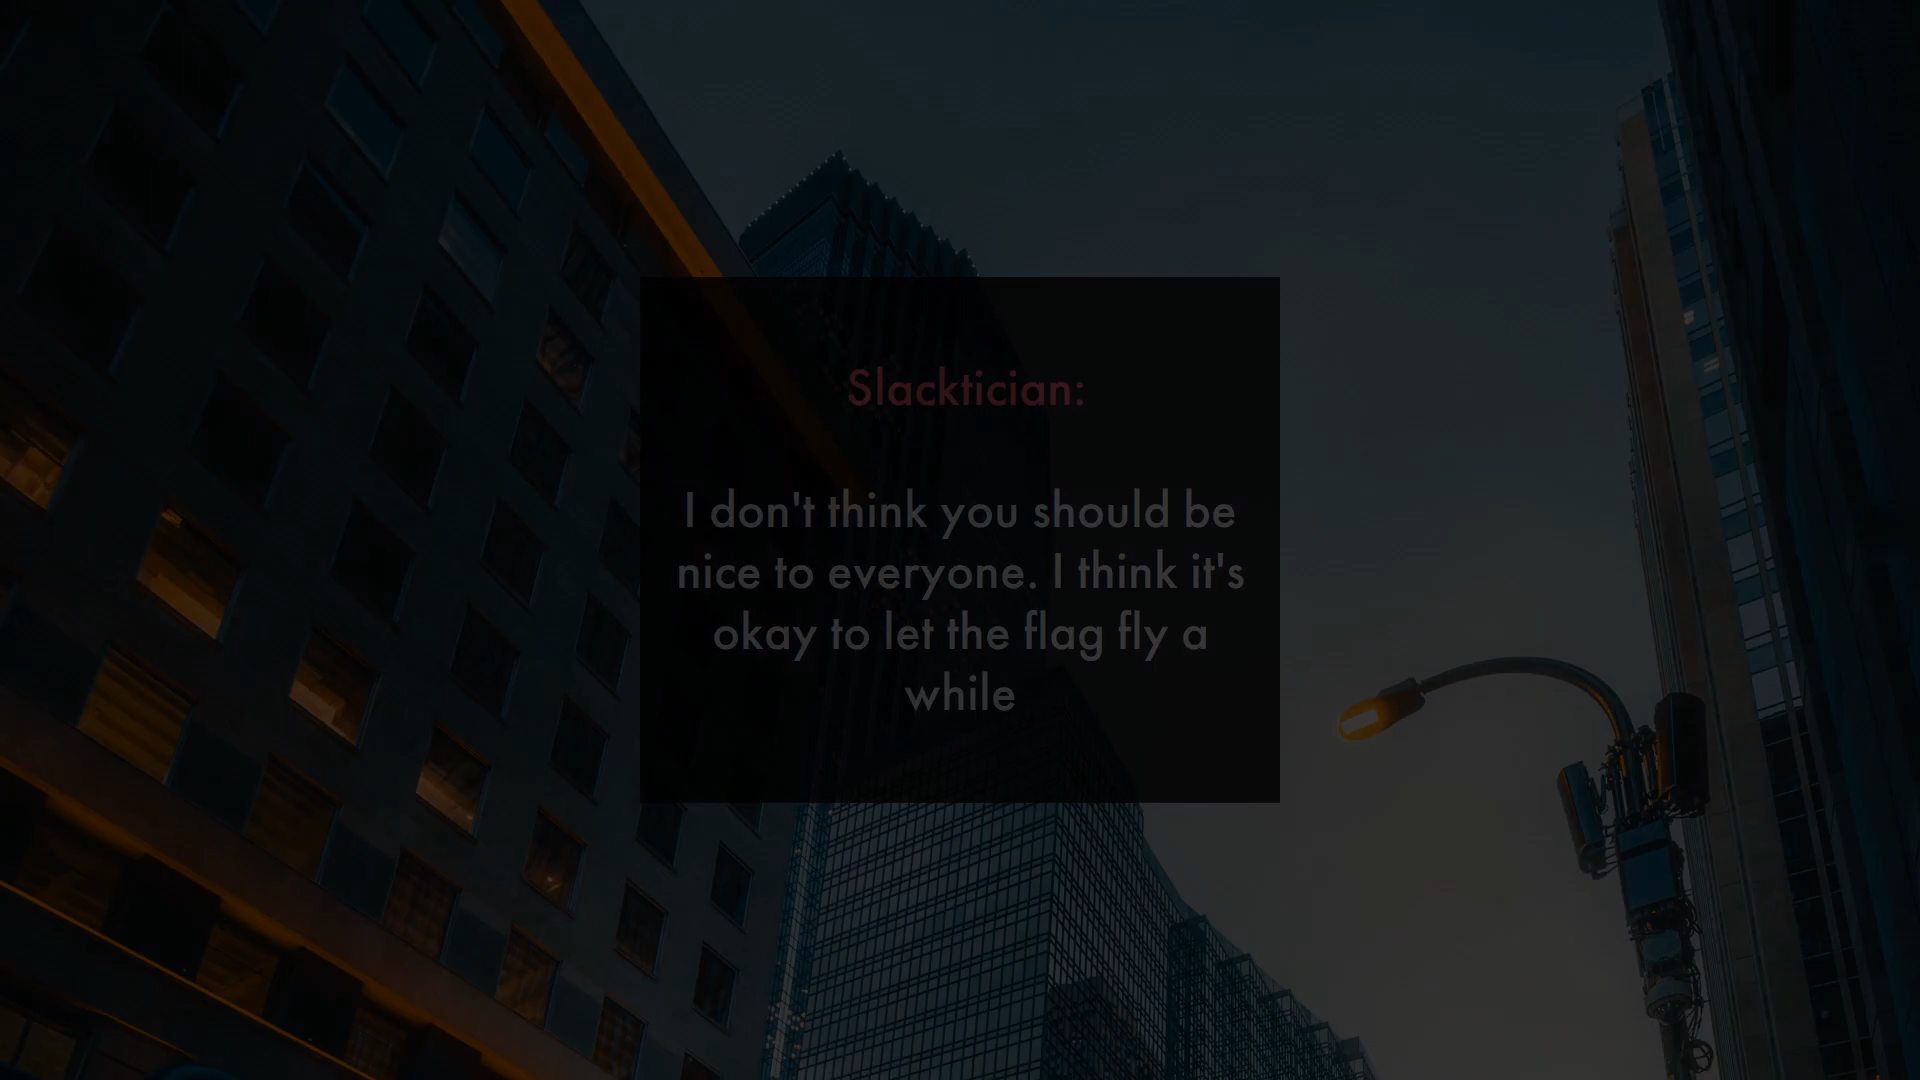 Slacktician:
I don't think you should be
nice to everyone. I think it's
okay to let the flag fly a
while